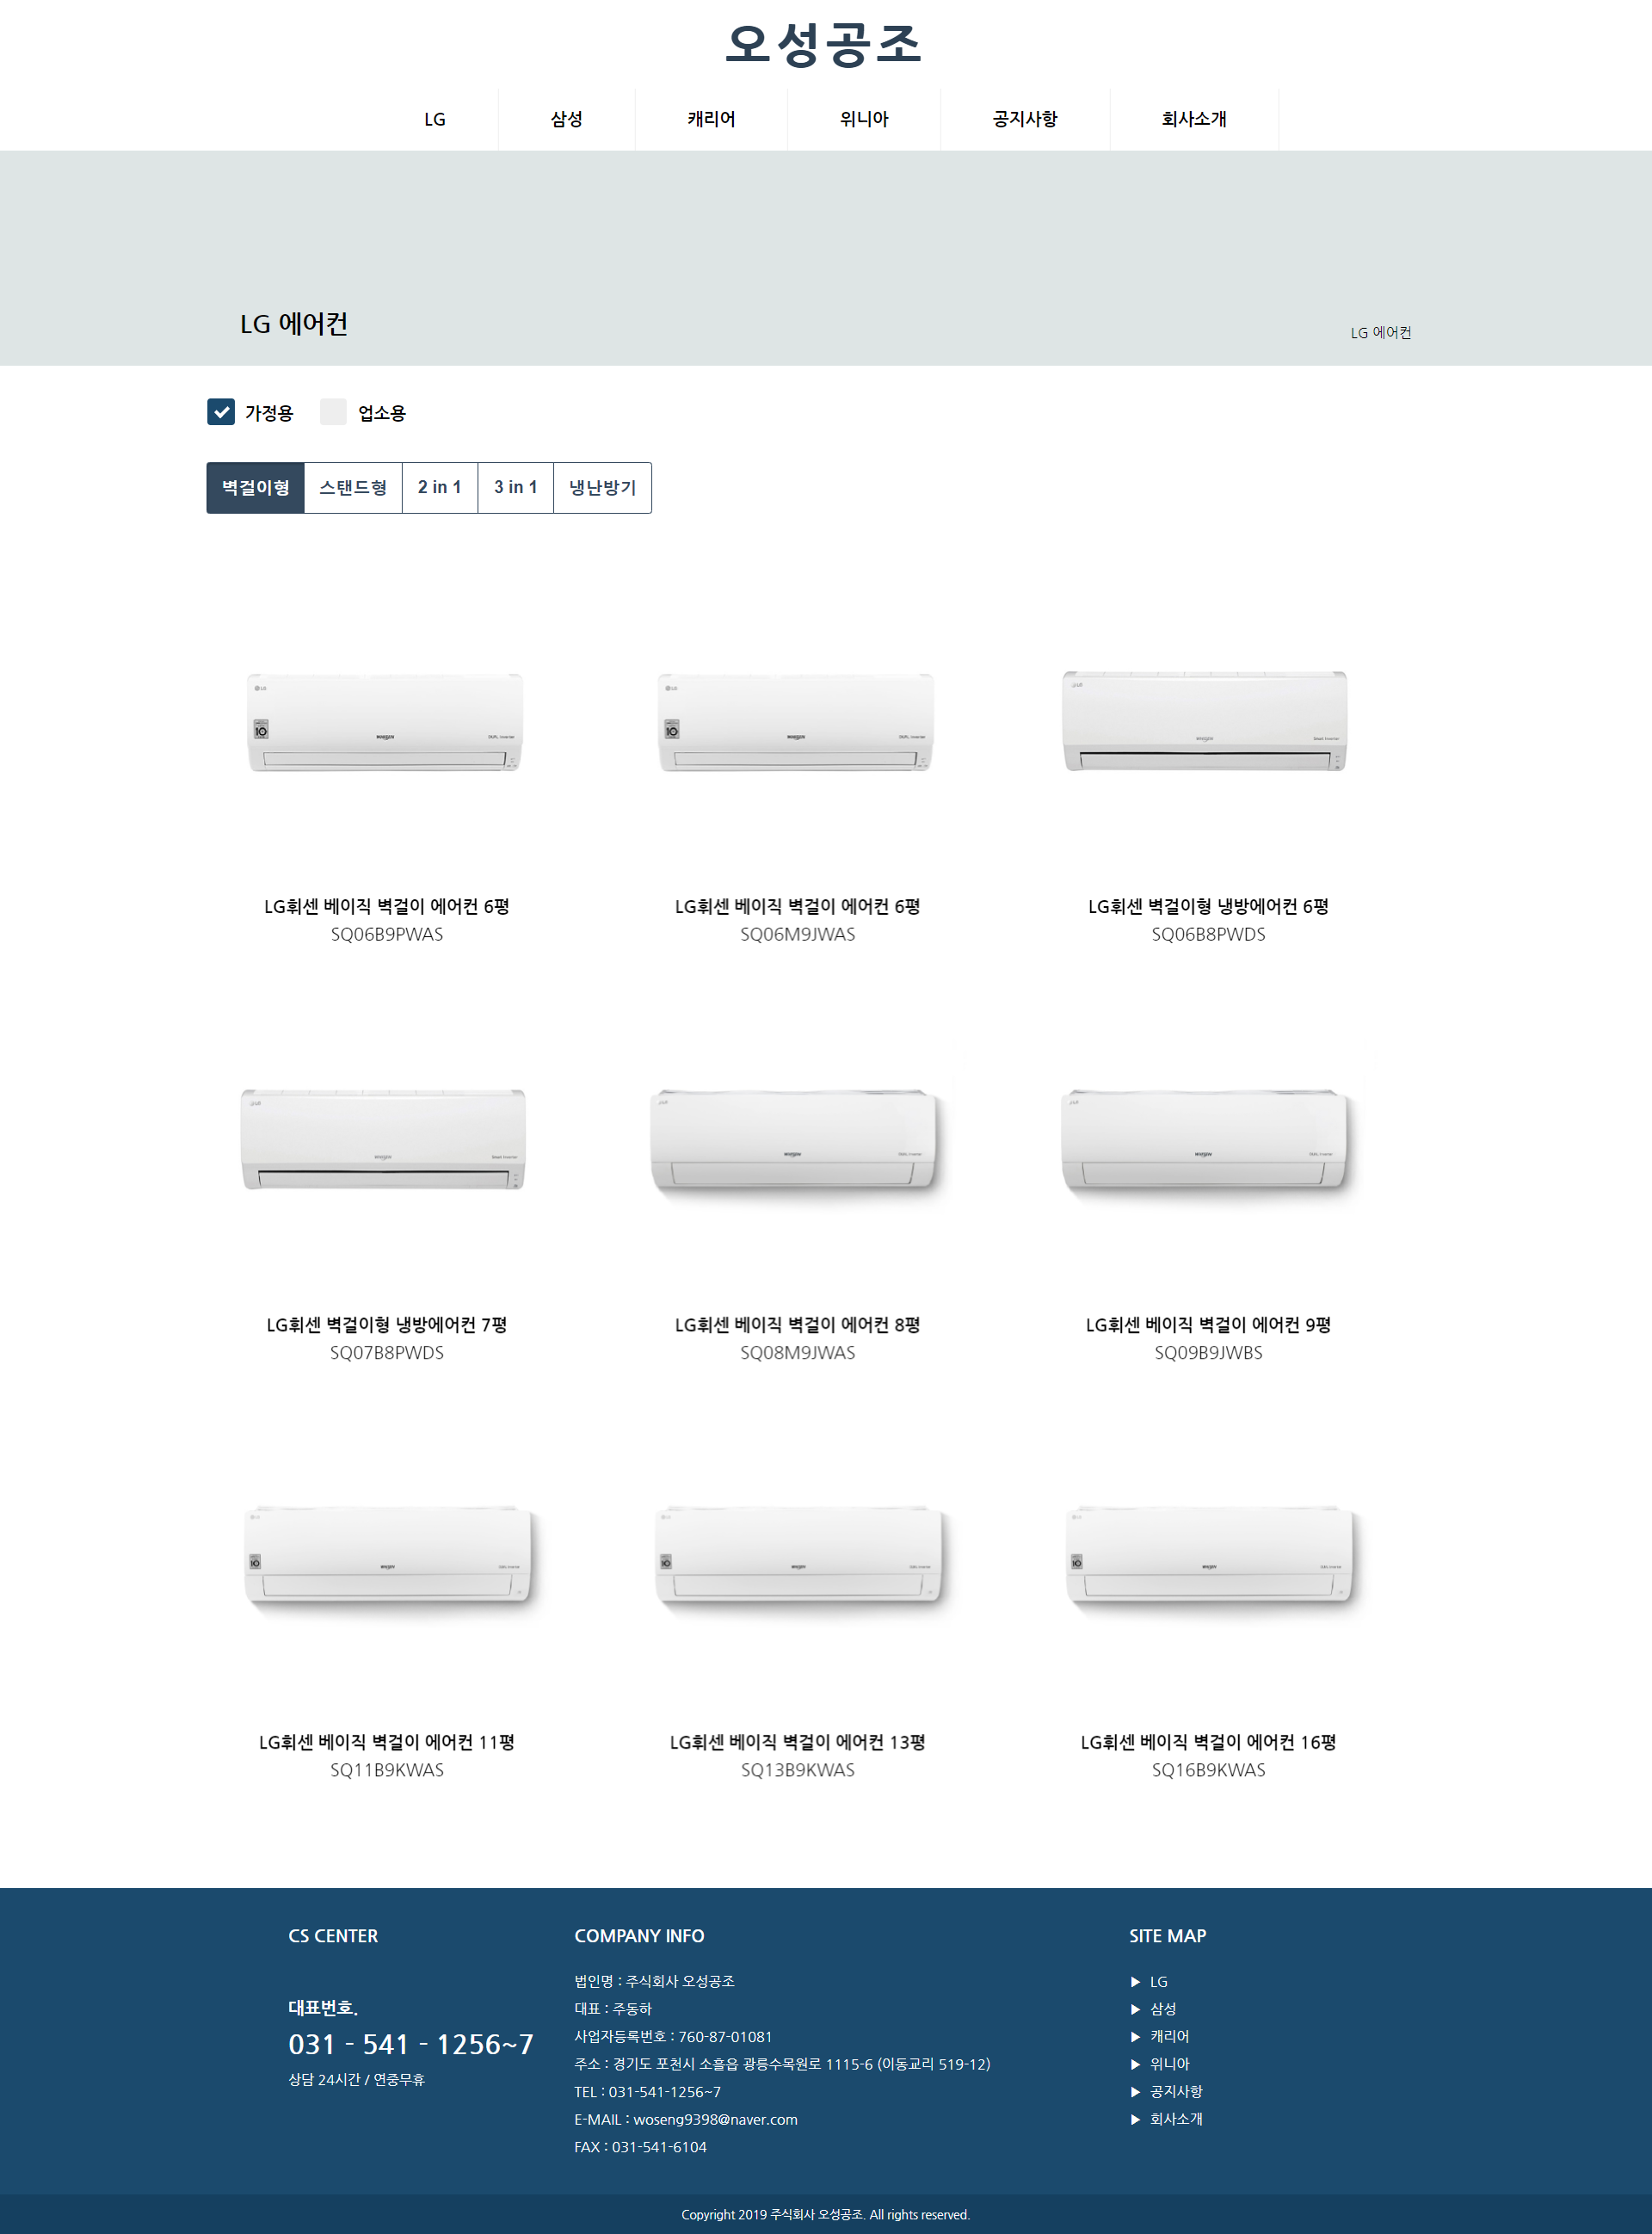 오성공조
LG 삼성 캐리어 위니아 공지사항 회사소개
LG 에어컨
LG 에어컨
가정용 업소용
벽걸이형 스탠드형 2 in 1 3 in 1 냉난방기
LG휘센 베이직 벽걸이 에어컨 6평
SQ06B9PWAS
LG휘센 베이직 벽걸이 에어컨 6평
SQ06M9JWAS
LG휘센 벽걸이형 냉방에어컨 6평
SQ06B8PWDS
LG휘센 벽걸이형 냉방에어컨 7평
SQ07B8PWDS
LG휘센 베이직 벽걸이 에어컨 8평
SQ08M9JWAS
LG휘센 베이직 벽걸이 에어컨 9평
SQ09B9JWBS
LG휘센 베이직 벽걸이 에어컨 11평
SQ11B9KWAS
LG휘센 베이직 벽걸이 에어컨 13평
SQ13B9KWAS
LG휘센 베이직 벽걸이 에어컨 16평
SQ16B9KWAS
CS CENTER
대표번호.
031 - 541 - 1256~7
상담 24시간 / 연중무휴
COMPANY INFO
법인명 : 주식회사 오성공조
대표 : 주동하
사업자등록번호 : 760-87-01081
주소 : 경기도 포천시 소흘읍 광릉수목원로 1115-6 (이동교리 519-12)
TEL : 031-541-1256~7
E-MAIL : woseng9398@naver.com
FAX : 031-541-6104
SITE MAP
▶ LG
▶ 삼성
▶ 캐리어
▶ 위니아
▶ 공지사항
▶ 회사소개
Copyright 2019 주식회사 오성공조. All rights reserved.